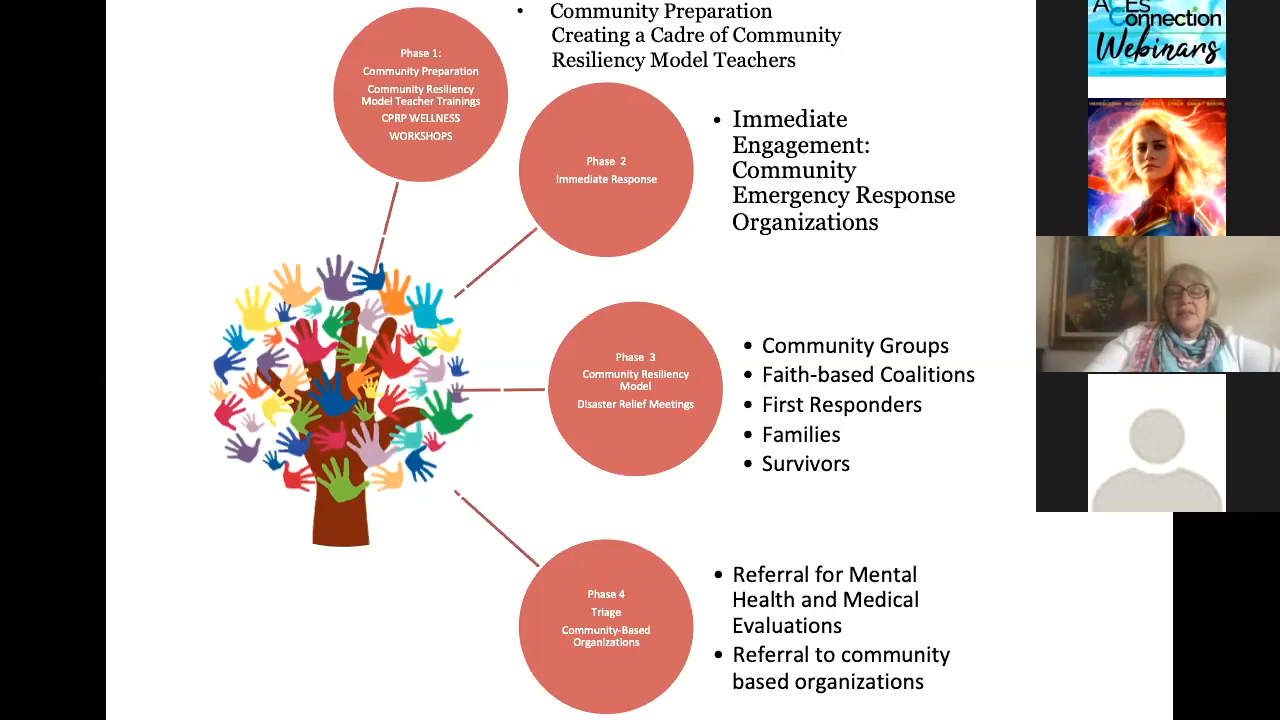 • Community Preparation
Creating a Cadre of Community
Resiliency Model Teachers
Phase 1:
Community Preparation
Community Resiliency
Model Teacher Trainings
CPRP WELLNESS
WORKSHOPS
Phase 2
Immediate Response
• Immediate
Engagement:
Community
Emergency Response
Organizations
Phase 3
Community Resiliency
Model
Disaster Relief Meetings
• Community Groups
• Faith-based Coalitions
• First Responders
• Families
• Survivors
Phase 4
Triage
Community-Based
Organizations
• Referral for Mental
Health and Medical
Evaluations
• Referral to community
based organizations
ACEs
Connection
Webinars